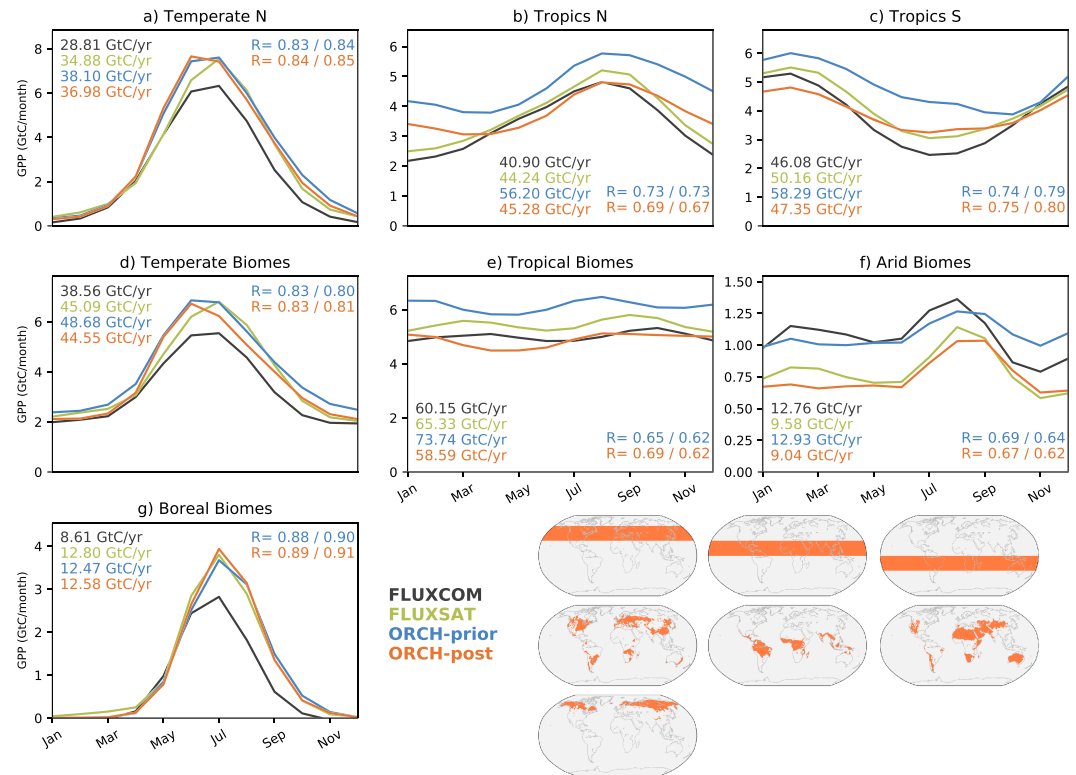 a) Temperate N
GPP (GtC/month)
8
6
4
2
0
28.81 GtC/yr
34.88 GtC/yr
38.10 GtC/yr
36.98 GtC/yr
R= 0.83 / 0.84
R= 0.84 / 0.85
b) Tropics N
6
5
4
3
2
1
0
40.90 GtC/yr
44.24 GtC/yr
56.20 GtC/yr
45.28 GtC/yr
R= 0.73 / 0.73
R= 0.69 / 0.67
c) Tropics S
6
5
4
3
2
1
0
46.08 GtC/yr
50.16 GtC/yr
58.29 GtC/yr
47.35 GtC/yr
R= 0.74 / 0.79
R= 0.75 / 0.80
d) Temperate Biomes
GPP (GtC/month)
6
4
2
0
38.56 GtC/yr
45.09 GtC/yr
48.68 GtC/yr
44.55 GtC/yr
R= 0.83 / 0.80
R= 0.83 / 0.81
e) Tropical Biomes
6
4
2
0
60.15 GtC/yr
65.33 GtC/yr
73.74 GtC/yr
58.59 GtC/yr
R= 0.65 / 0.62
R= 0.69 / 0.62
Jan Mar May Jul Sep Nov
f) Arid Biomes
1.50
1.25
1.00
0.75
0.50
0.25
0.00
12.76 GtC/yr
9.58 GtC/yr
12.93 GtC/yr
9.04 GtC/yr
R= 0.69 / 0.64
R= 0.67 / 0.62
Jan Mar May Jul Sep Nov
g) Boreal Biomes
GPP (GtC/month)
4
3
2
1
0
8.61 GtC/yr
12.80 GtC/yr
12.47 GtC/yr
12.58 GtC/yr
R= 0.88 / 0.90
R= 0.89 / 0.91
Jan Mar May Jul Sep Nov
FLUXCOM
FLUXSAT
ORCH-prior
ORCH-post